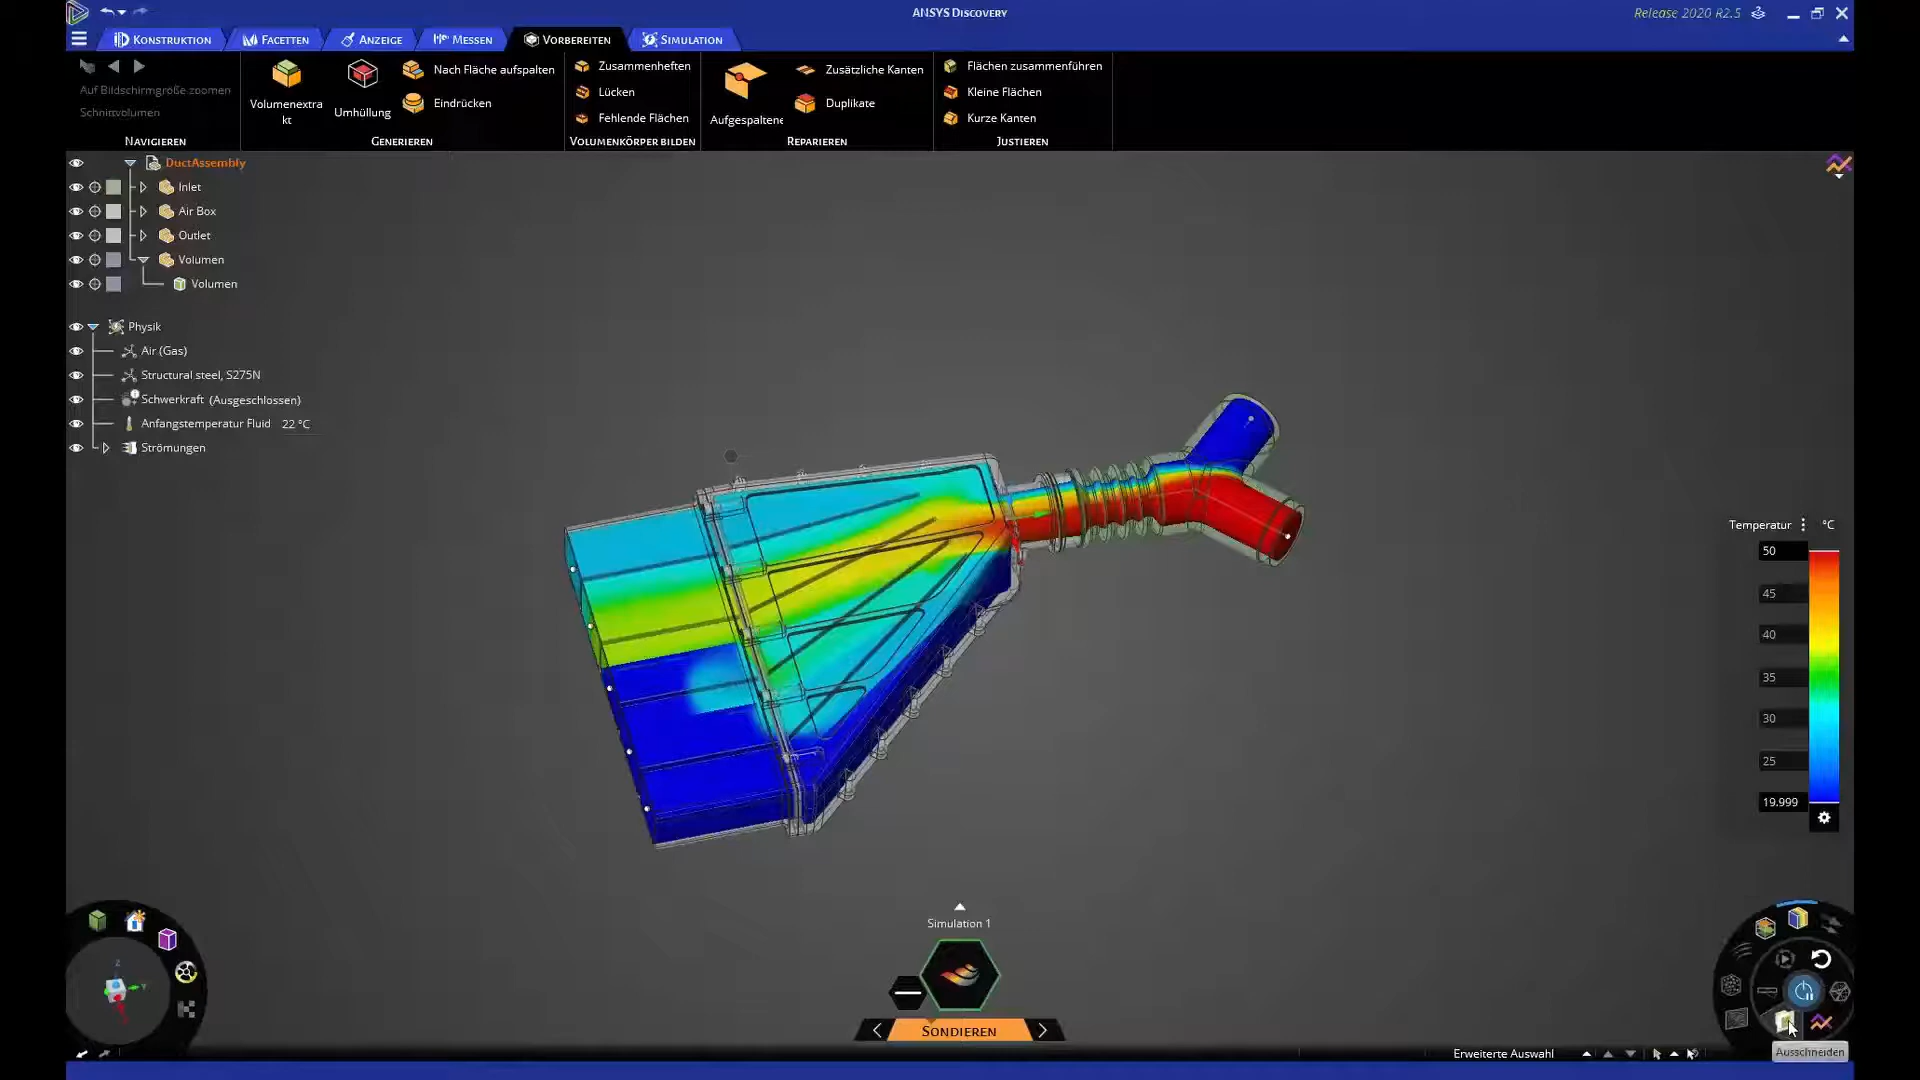 ANSYS Discovery
Release 2020 R2.5
Konstruktion
Facetten
Anzeige
Messen
Vorbereiten
Simulation
Auf Bildschirmgröße zoomen
Schnittvolumen
Navigieren
Volumenextra
kt
Umhüllung
Nach Fläche aufspalten
Eindrücken
Generieren
Zusammenheften
Lücken
Fehlende Flächen
Volumenkörper bilden
Aufgespaltene
Zusätzliche Kanten
Duplikate
Reparieren
Flächen zusammenführen
Kleine Flächen
Kurze Kanten
Justieren
DuctAssembly
Inlet
Air Box
Outlet
Volumen
Volumen
Physik
Air (Gas)
Structural steel, S275N
Schwerkraft (Ausgeschlossen)
Anfangstemperatur Fluid 22 °C
Strömungen
Temperatur °C
50
45
40
35
30
25
19.999
Z
Y
Simulation 1
Sondieren
Erweiterte Auswahl
Ausschneiden